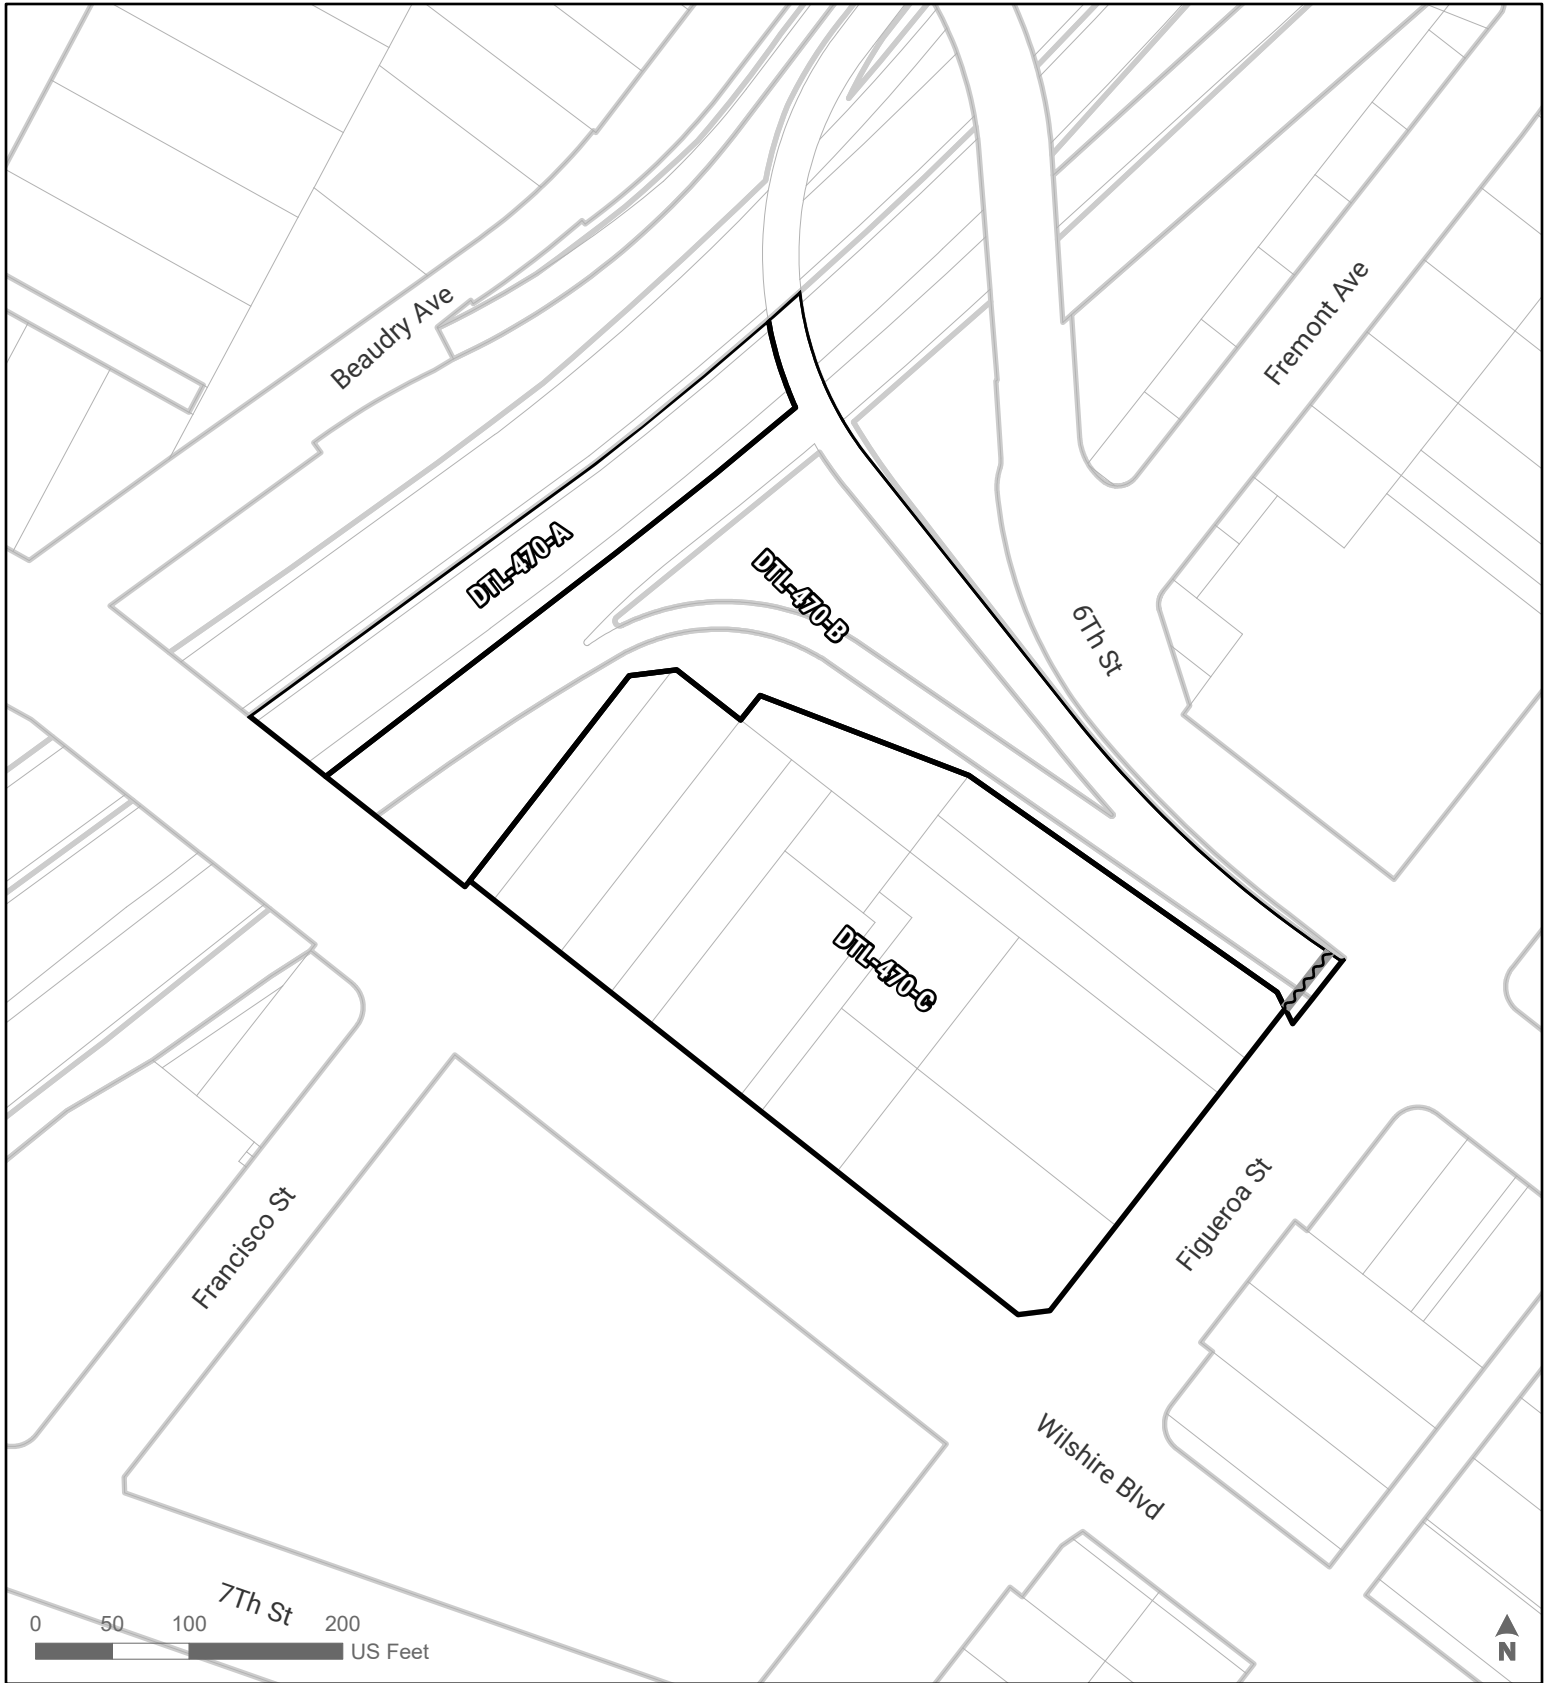 Beaudry Ave
Fremont Ave
DTL-470-A
DTL-470-B
6Th St
DTL-470-C
Figueroa St
Francisco St
Wilshire Blvd
7Th St
0 50 100 200
US Feet
N